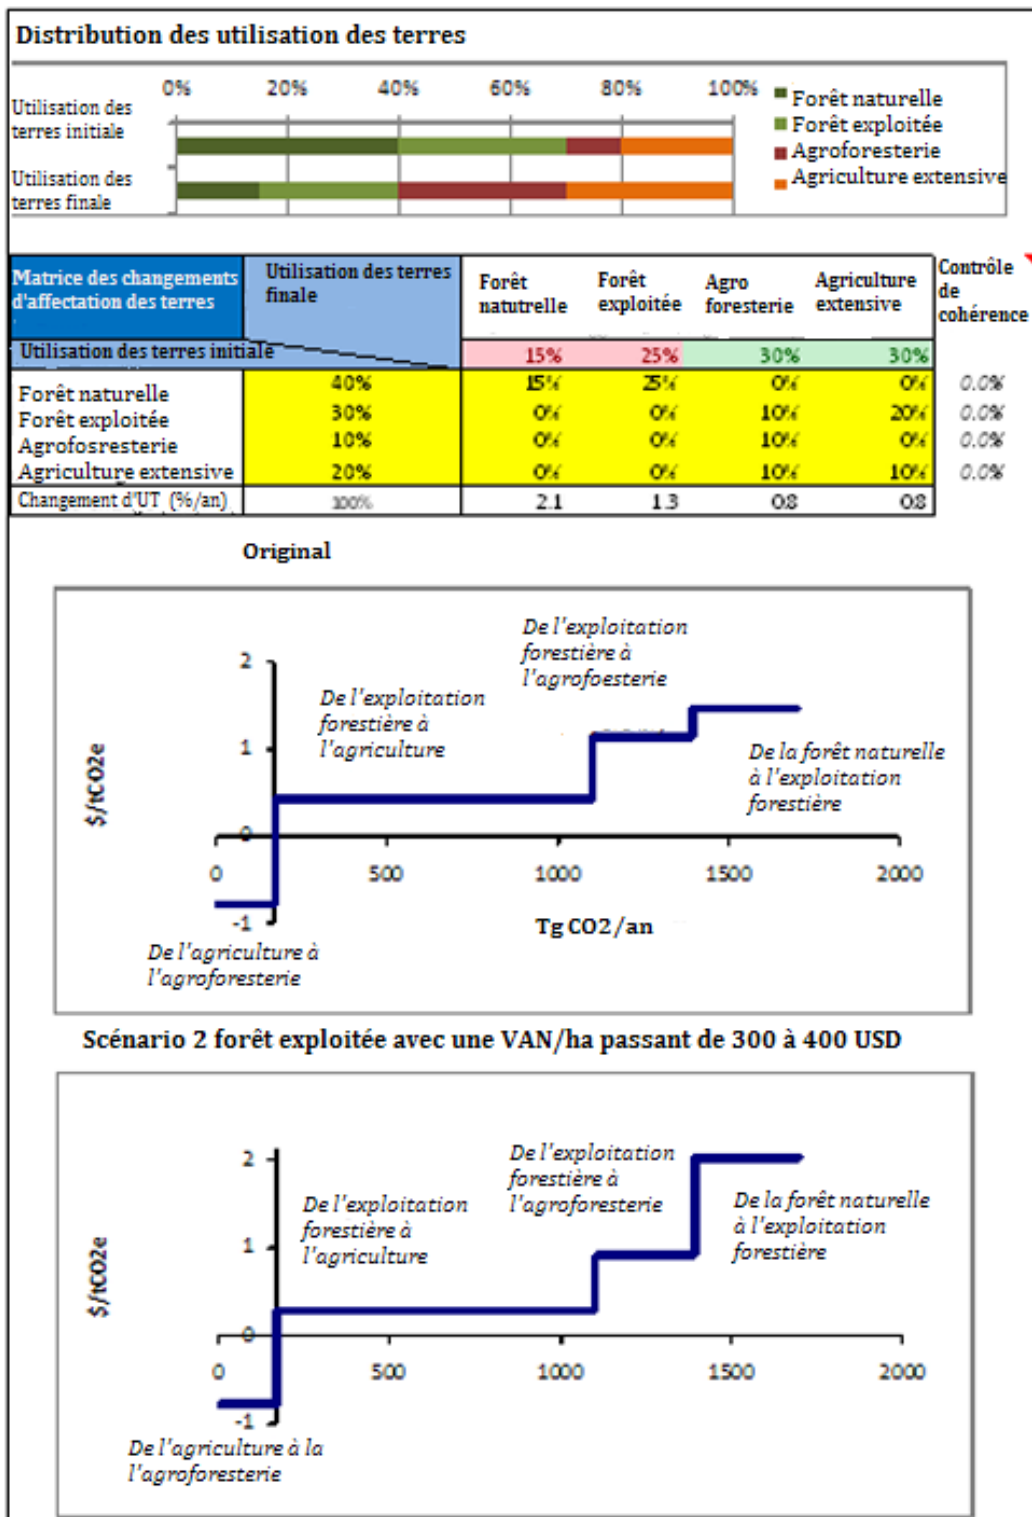 Distribution des utilisation des terres
0% 20% 40% 60% 80% 100%
Utilisation des
terres initiale
Utilisation des
terres finale
Forêt naturelle
Forêt exploitée
Agroforesterie
Agriculture extensive
Matrice des changements
d'affectation des terres
Utilisation des terres
finale
Forêt
natutrelle
Forêt
exploitée
Agro
foresterie
Agriculture
extensive
Contrôle
de
cohérence
Utilisation des terres initiale 15% 25% 30% 30%
Forêt naturelle 40% 15% 25% 0% 0% 0.0%
Forêt exploitée 30% 0% 0% 10% 20% 0.0%
Agrofosresterie 10% 0% 0% 10% 0% 0.0%
Agriculture extensive 20% 0% 0% 10% 10% 0.0%
Changement d'UT (%/an) 100% 2.1 1.3 0.8 0.8
Original
De l'exploitation
forestière à
l'agrofoesterie
De l'exploitation
forestière à
l'agriculture
De la forêt naturelle
à l'exploitation
forestière
2
1
0
-1
$/tCO2e
0 500 1000 1500 2000
Tg CO2/an
De l'agriculture à
l'agroforesterie
Scénario 2 forêt exploitée avec une VAN/ha passant de 300 à 400 USD
De l'exploitation
forestière à
l'agroforesterie
De l'exploitation
forestière à
l'agriculture
De la forêt naturelle
à l'exploitation
forestière
2
1
0
-1
$/tCO2e
0 500 1000 1500 2000
De l'agriculture à la
l'agroforesterie